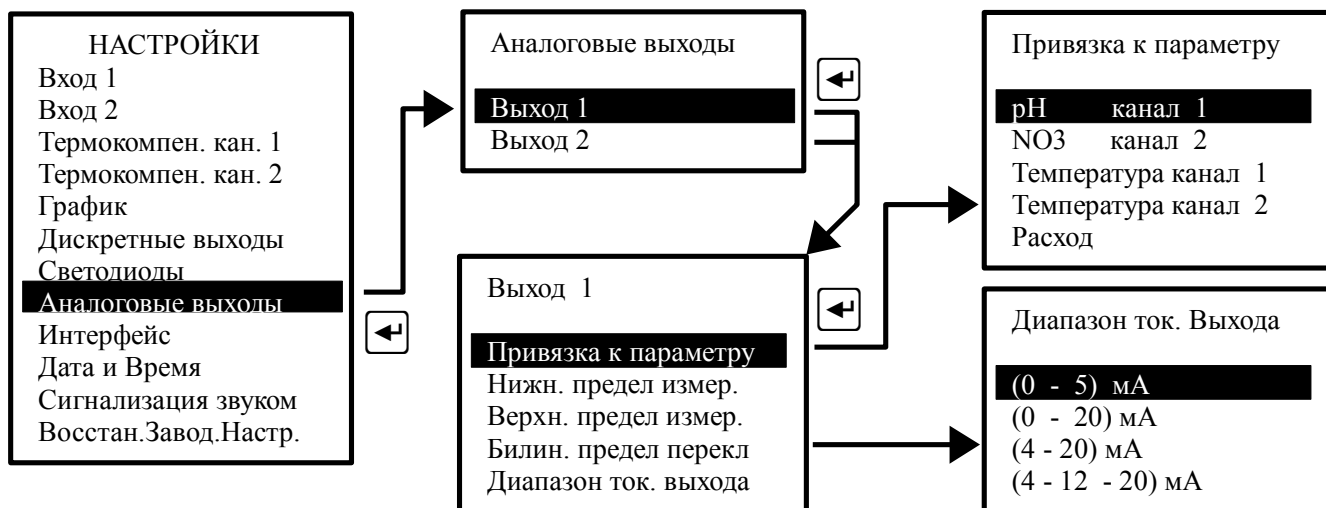 НАСТРОЙКИ
Вход 1
Вход 2
Термокомпен. кан. 1
Термокомпен. кан. 2
График
Дискретные выходы
Светодиоды
Аналоговые выходы
Интерфейс
Дата и Время
Сигнализация звуком
Восстан.Завод.Настр.
Аналоговые выходы
Выход 1
Выход 2
Выход 1
Привязка к параметру
Нижн. предел измер.
Верхн. предел измер.
Билин. предел перекл
Диапазон ток. выхода
Привязка к параметру
pH канал 1
NO3 канал 2
Температура канал 1
Температура канал 2
Расход
Диапазон ток. Выхода
(0 - 5) мА
(0 - 20) мА
(4 - 20) мА
(4 - 12 - 20) мА